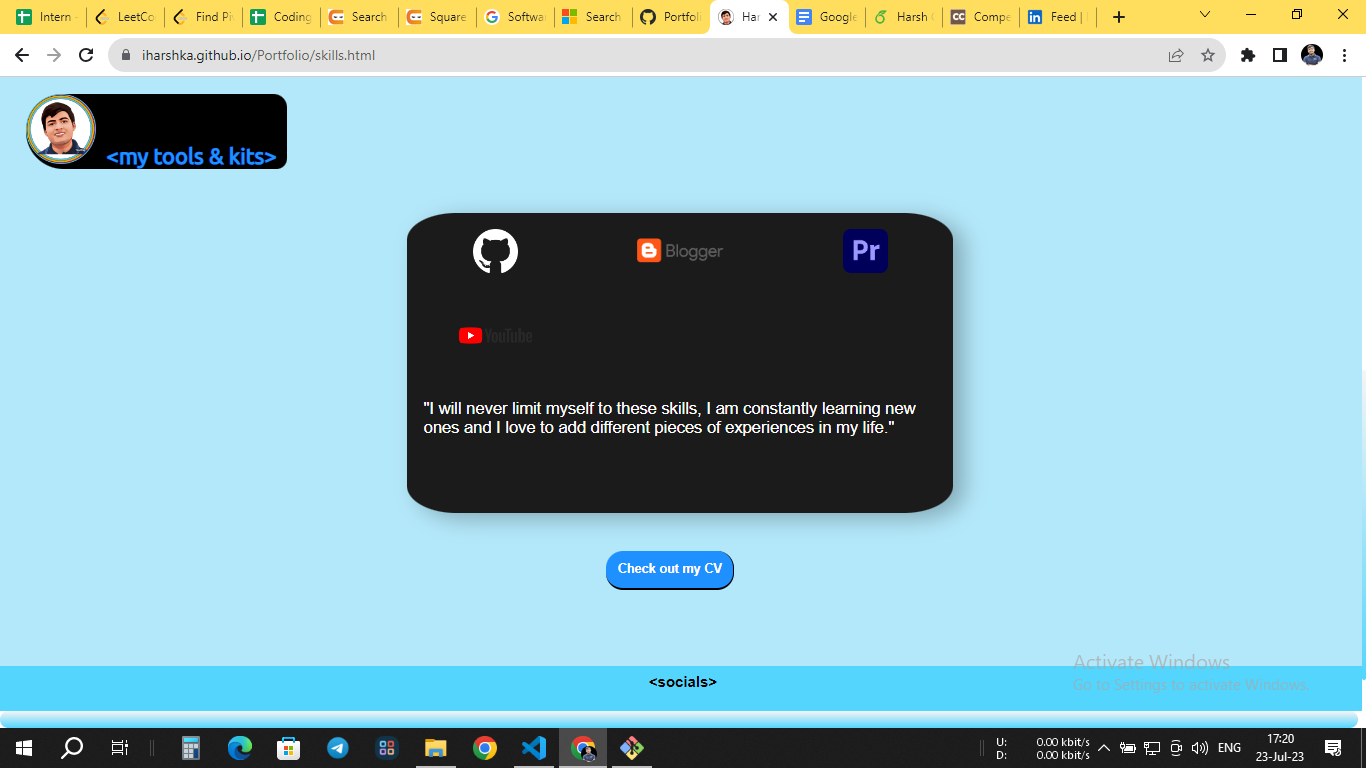 Intern -
LeetCo
Find Piv
Coding
Search
Square
Softwa
Search
Portfoli
Har
Google
Harsh
Compe
Feed |
iharshka.github.io/Portfolio/skills.html
<my tools & kits>
Blogger
Pr
YouTube
"I will never limit myself to these skills, I am constantly learning new
ones and I love to add different pieces of experiences in my life."
Check out my CV
Activate Windows
Go to Settings to activate Windows.
<socials>
U: 0.00 kbit/s
D: 0.00 kbit/s
ENG
17:20
23-Jul-23